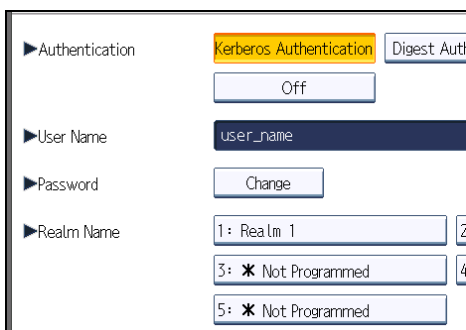 ▶Authentication Kerberos Authentication Digest
Off
▶User Name user_name
▶Password Change
▶Realm Name 1: Realm 1
3: * Not Programmed
5: * Not Programmed